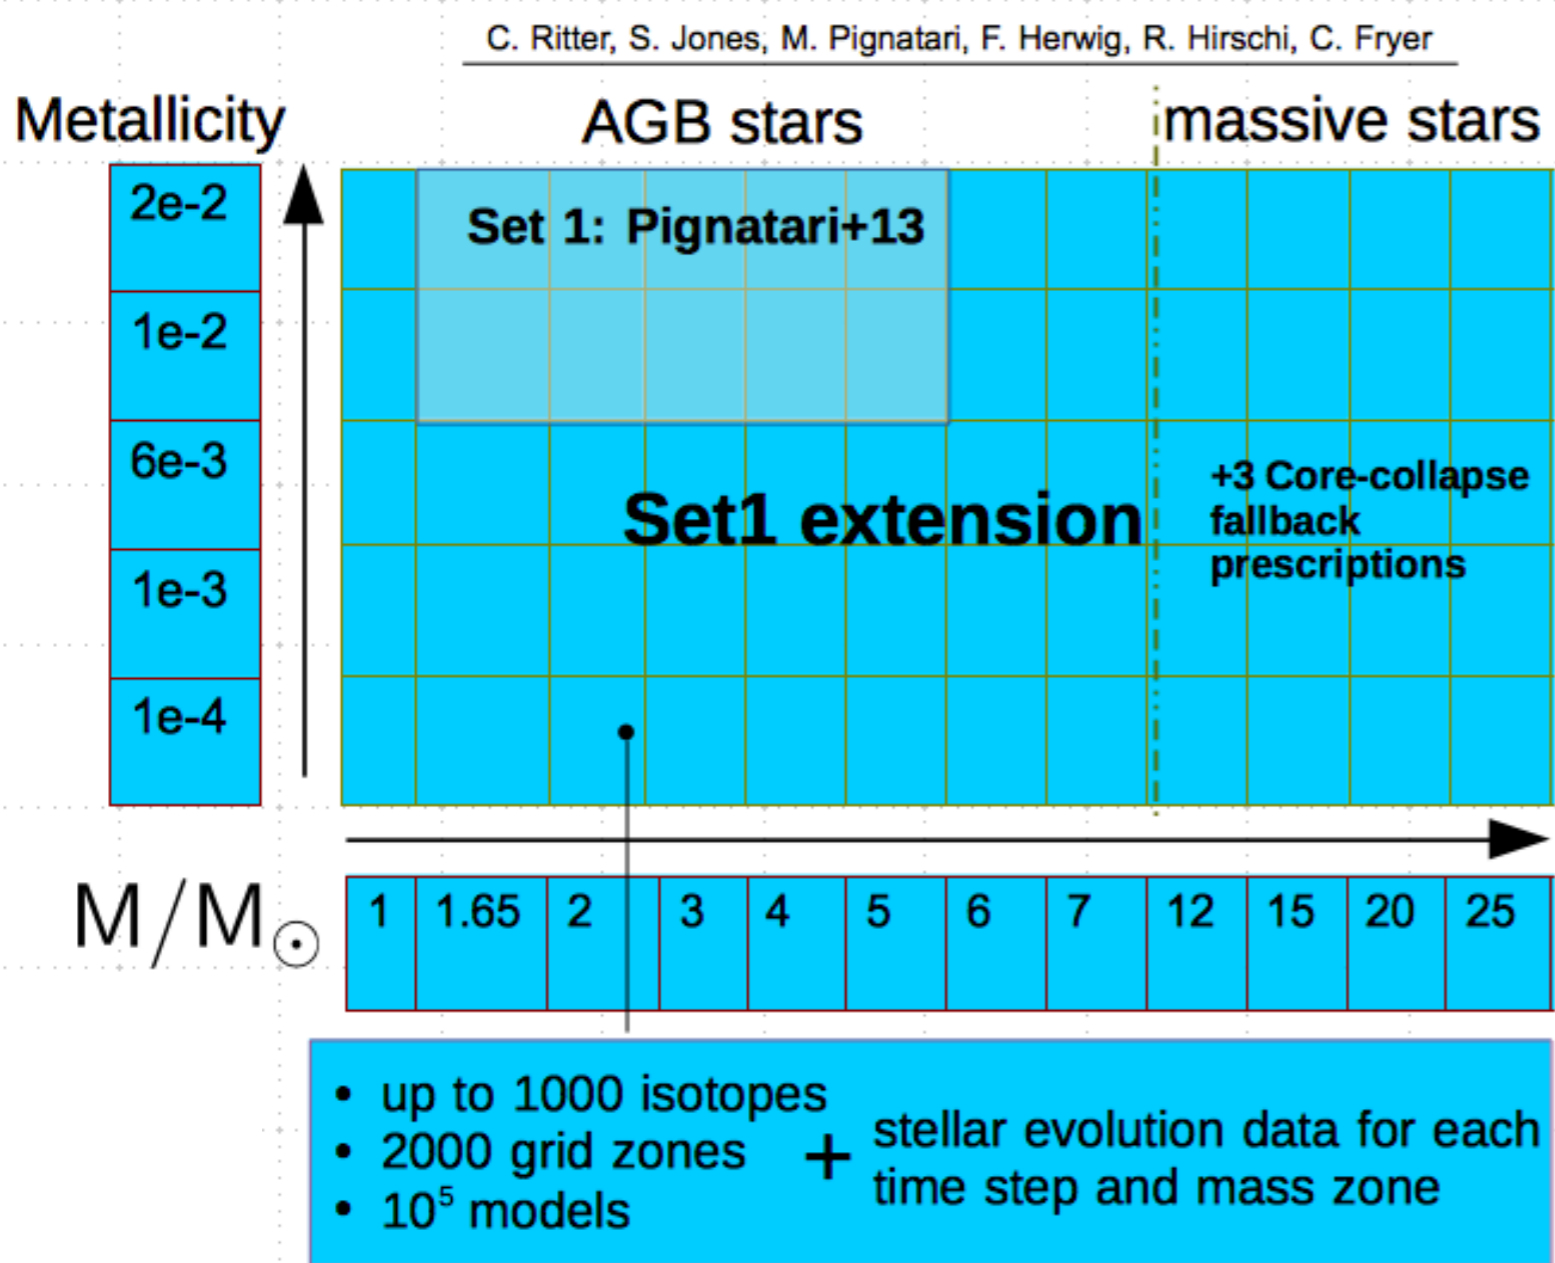 C. Ritter, S. Jones, M. Pignatari, F. Herwig, R. Hirschi, C. Fryer
Metallicity
AGB stars
massive stars
2e-2
1e-2
6e-3
1e-3
1e-4
Set 1: Pignatari+13
Set1 extension
+3 Core-collapse
fallback
prescriptions
M/M☉
1 1.65 2 3 4 5 6 7 12 15 20 25
• up to 1000 isotopes
• 2000 grid zones
• 10⁵ models
+
stellar evolution data for each
time step and mass zone